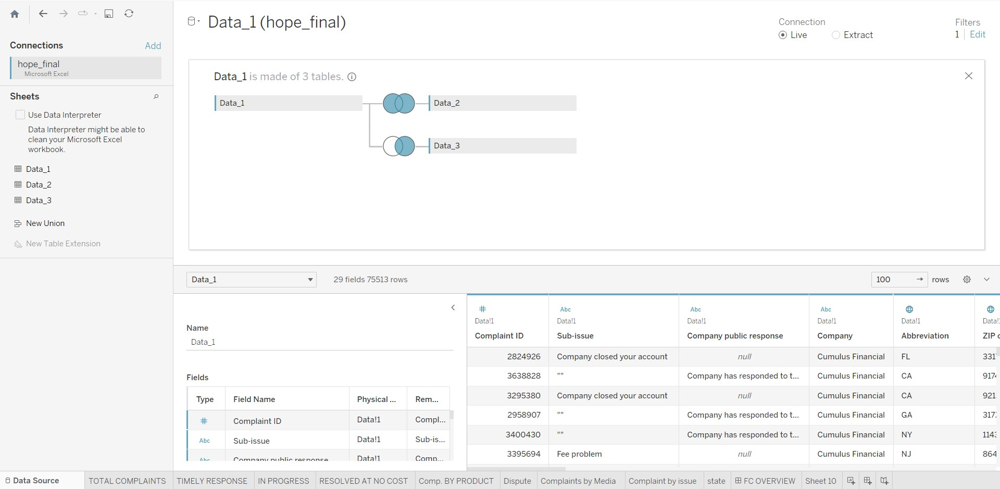 Connections Add
hope_final
Microsoft Excel
Sheets
Use Data Interpreter
Data Interpreter might be able to
clean your Microsoft Excel
workbook.
Data_1
Data_2
Data_3
New Union
New Table Extension
Data_1 (hope_final)
Connection
Live Extract
Filters
1 Edit
Data_1 is made of 3 tables.
Data_1 Data_2
Data_3
Data_1 29 fields 75513 rows 100 rows
Name
Data_1
Fields
Type Field Name Physical ... Rem...
# Complaint ID Data!1 Compl...
Abc Sub-issue Data!1 Sub-is...
Abc Company public response Data!1 Comp...
# Abc Abc Abc
Data!1 Data!1 Data!1 Data!1 Data!1 Data!
Complaint ID Sub-issue Company public response Company Abbreviation ZIP
2824926 Company closed your account null Cumulus Financial FL 331
3638828 "" Company has responded to t... Cumulus Financial CA 917
3295380 Company closed your account null Cumulus Financial CA 921
2958907 "" Company has responded to t... Cumulus Financial GA 317
3400430 "" Company has responded to t... Cumulus Financial NY 114
3395694 Fee problem null Cumulus Financial NJ 864
Data Source TOTAL COMPLAINTS TIMELY RESPONSE IN PROGRESS RESOLVED AT NO COST Comp. BY PRODUCT Dispute Complaints by Media Complaint by issue state FC OVERVIEW Sheet 10